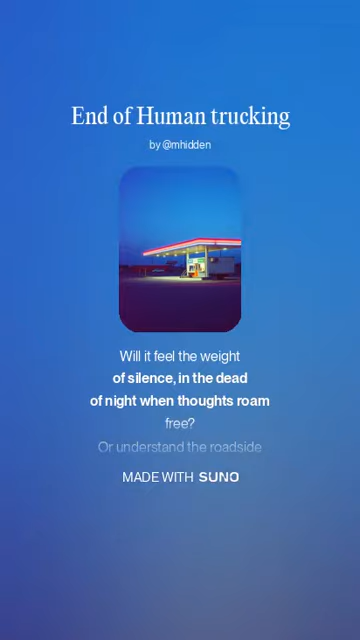 End of Human trucking
by @mhidden
Will it feel the weight
of silence, in the dead
of night when thoughts roam
free?
Or understand the roadside
MADE WITH SUNO